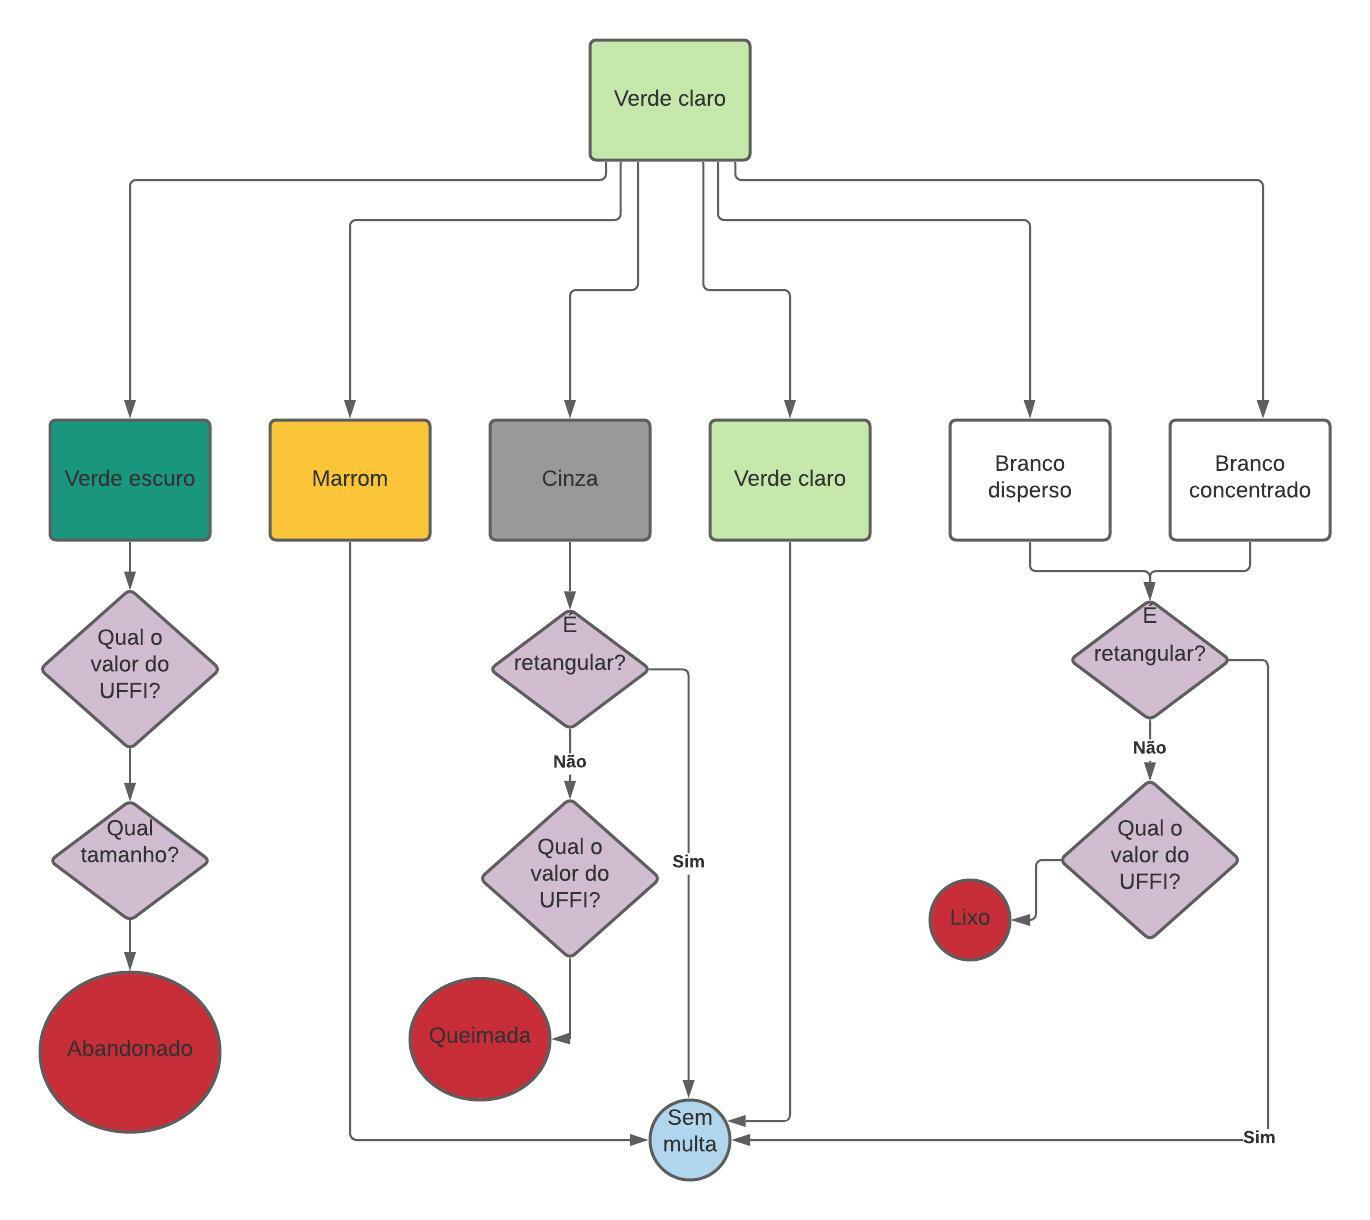 Verde claro
Verde escuro
Marrom
Cinza
Verde claro
Branco
disperso
Branco
concentrado
Qual o
valor do
UFFI?
É
retangular?
É
retangular?
Não
Não
Qual
tamanho?
Qual o
valor do
UFFI?
Sim
Qual o
valor do
UFFI?
Lixo
Abandonado
Queimada
Sem
multa
Sim